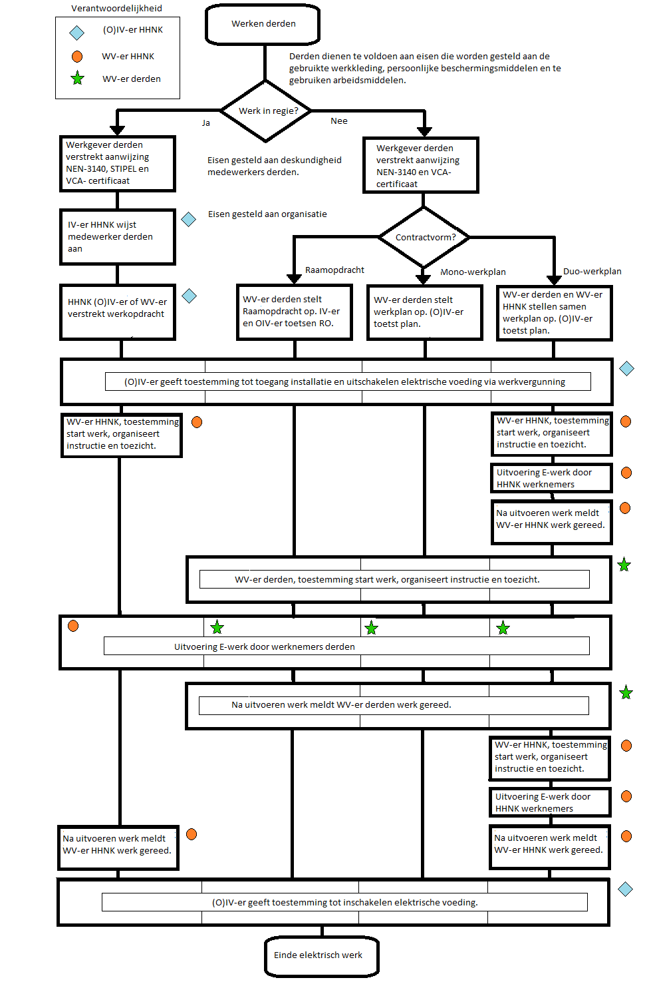 Verantwoordelijkheid
(O)IV-er HHNK
WV-er HHNK
WV-er derden
Werken derden
Derden dienen te voldoen aan eisen die worden gesteld aan de
gebruikte werkkleding, persoonlijke beschermingsmiddelen en te
gebruiken arbeidsmiddelen.
Werk in regie?
Ja
Nee
Werkgever derden
verstrekt aanwijzing
NEN-3140, STIPEL en
VCA- certificaat
Eisen gesteld aan deskundigheid
medewerkers derden.
Werkgever derden
verstrekt aanwijzing
NEN-3140 en VCA-
certificaat
IV-er HHNK wijst
medewerker derden
aan
Eisen gesteld aan organisatie
Contractvorm?
Raamopdracht
Mono-werkplan
Duo-werkplan
HHNK (O)IV-er of WV-er
verstrekt werkopdracht
WV-er derden stelt
Raamopdracht op. IV-er
en OIV-er toetsen RO.
WV-er derden stelt
werkplan op. (O)IV-er
toetst plan.
WV-er derden en WV-er
HHNK stellen samen
werkplan op. (O)IV-er
toetst plan.
(O)IV-er geeft toestemming tot toegang installatie en uitschakelen elektrische voeding via werkvergunning
WV-er HHNK, toestemming
start werk, organiseert
instructie en toezicht.
WV-er HHNK, toestemming
start werk, organiseert
instructie en toezicht.
Uitvoering E-werk door
HHNK werknemers
Na uitvoeren werk meldt
WV-er HHNK werk gereed.
WV-er derden, toestemming start werk, organiseert instructie en toezicht.
Uitvoering E-werk door werknemers derden
Na uitvoeren werk meldt WV-er derden werk gereed.
WV-er HHNK, toestemming
start werk, organiseert
instructie en toezicht.
Uitvoering E-werk door
HHNK werknemers
Na uitvoeren werk meldt
WV-er HHNK werk gereed.
Na uitvoeren werk meldt
WV-er HHNK werk gereed.
(O)IV-er geeft toestemming tot inschakelen elektrische voeding.
Einde elektrisch werk